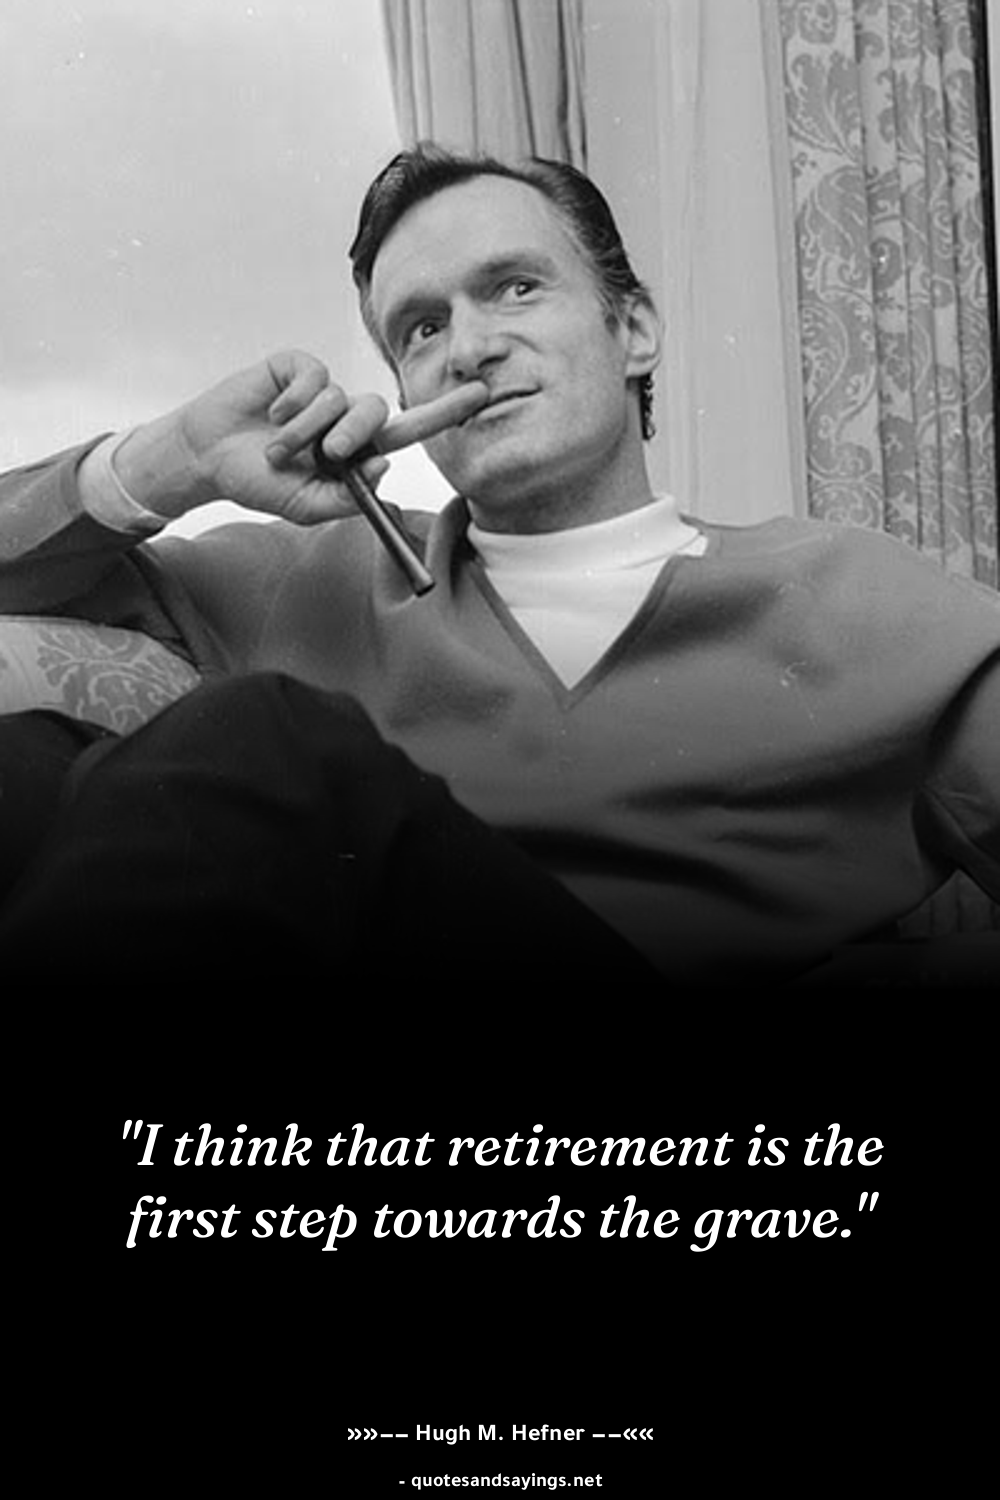 "I think that retirement is the
first step towards the grave."
»»–– Hugh M. Hefner ––««
- quotesandsayings.net